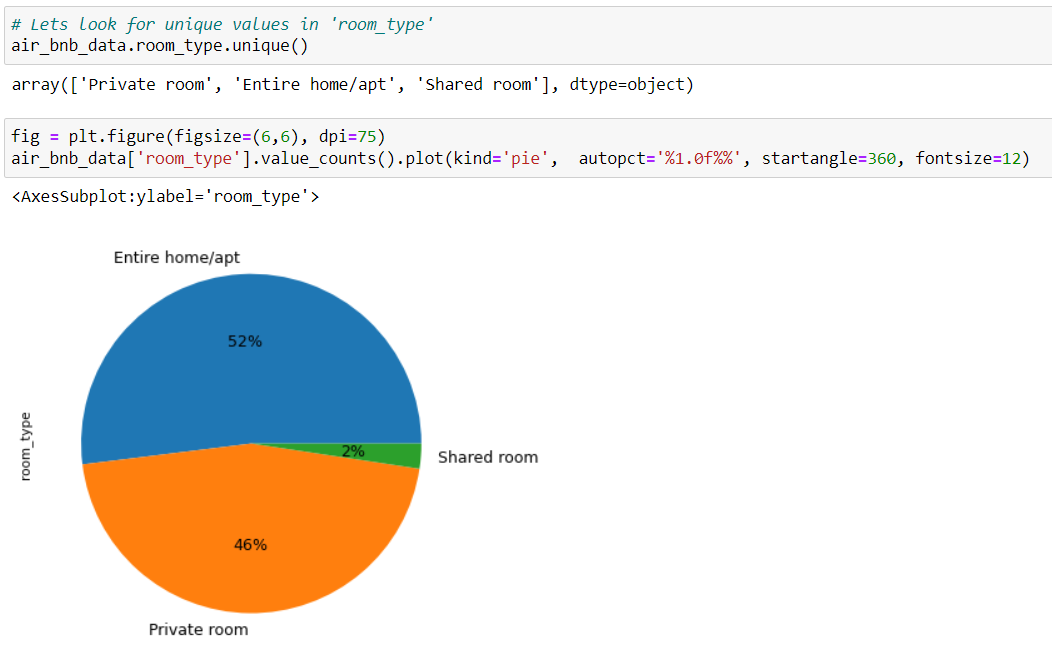 # Lets look for unique values in 'room_type'
air_bnb_data.room_type.unique()
array(['Private room', 'Entire home/apt', 'Shared room'], dtype=object)
fig = plt.figure(figsize=(6,6), dpi=75)
air_bnb_data['room_type'].value_counts().plot(kind='pie',  autopct='%1.0f%%', startangle=360, fontsize=12)
<AxesSubplot:ylabel='room_type'>
Entire home/apt
52%
room_type
2%
Shared room
46%
Private room